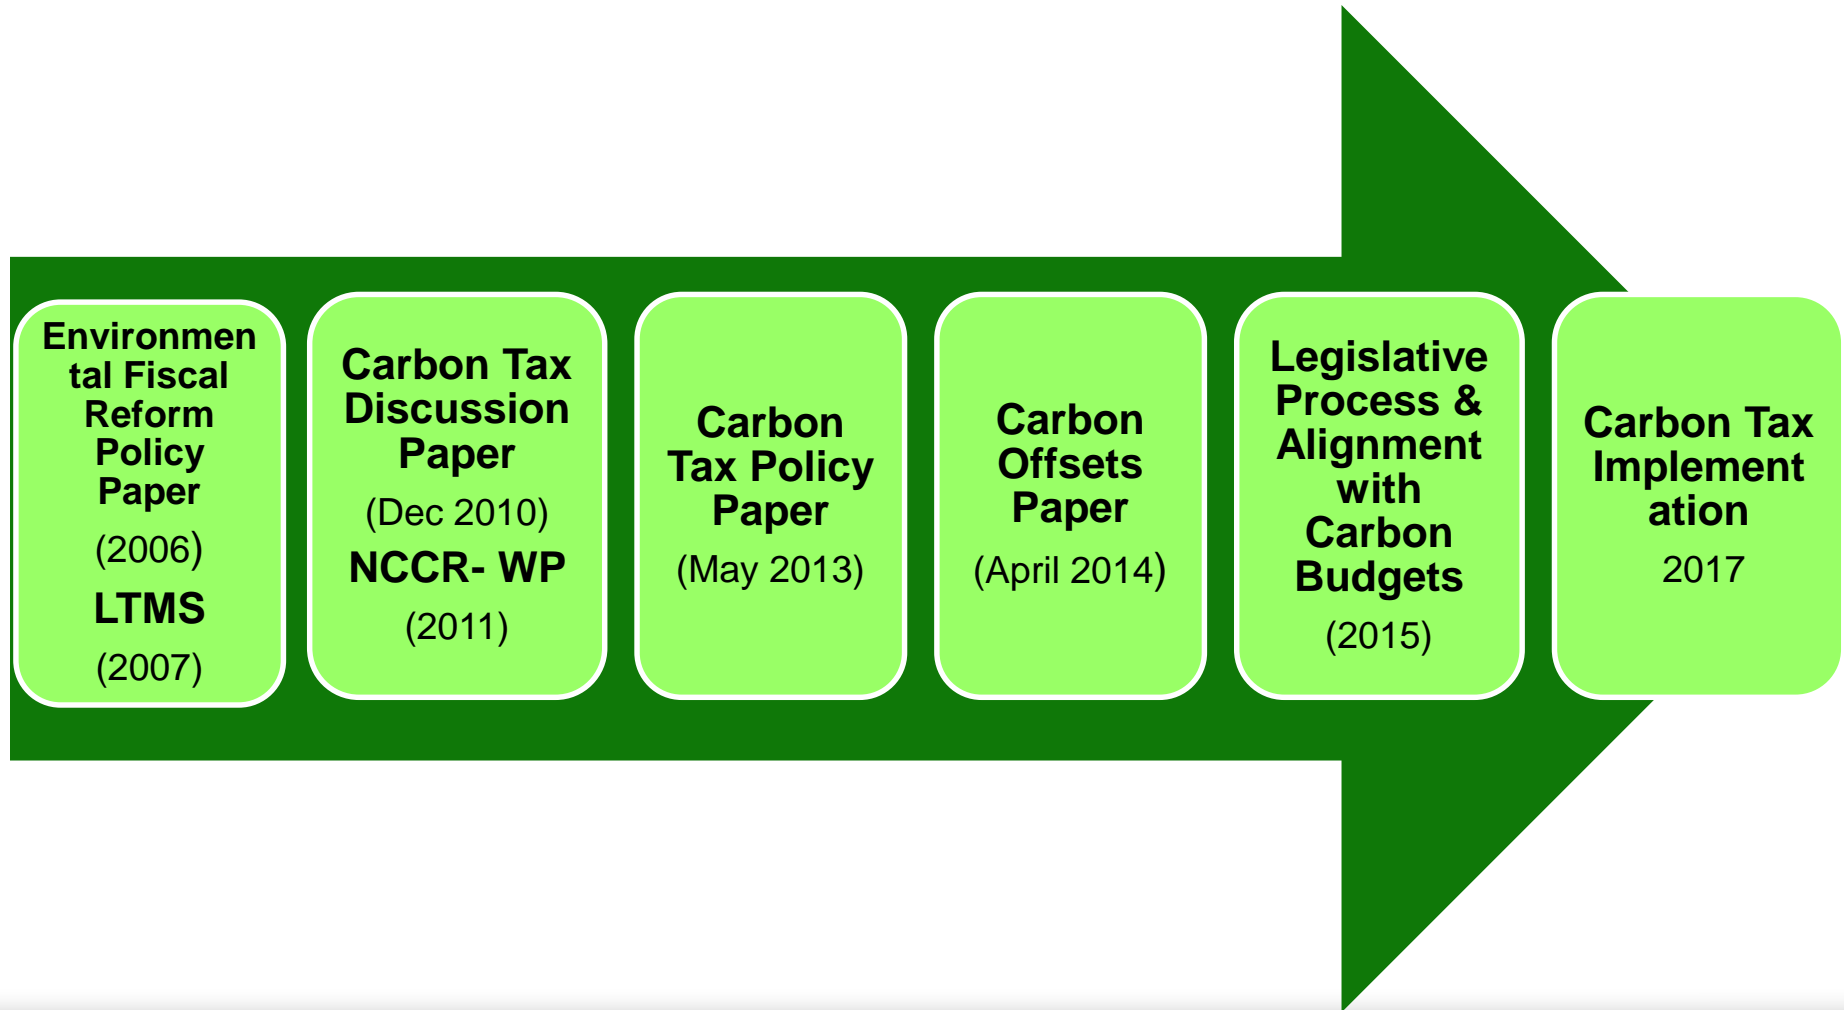 Environmen
tal Fiscal
Reform
Policy
Paper
(2006)
LTMS
(2007)
Carbon Tax
Discussion
Paper
(Dec 2010)
NCCR- WP
(2011)
Carbon
Tax Policy
Paper
(May 2013)
Carbon
Offsets
Paper
(April 2014)
Legislative
Process &
Alignment
with
Carbon
Budgets
(2015)
Carbon Tax
Implement
ation
2017